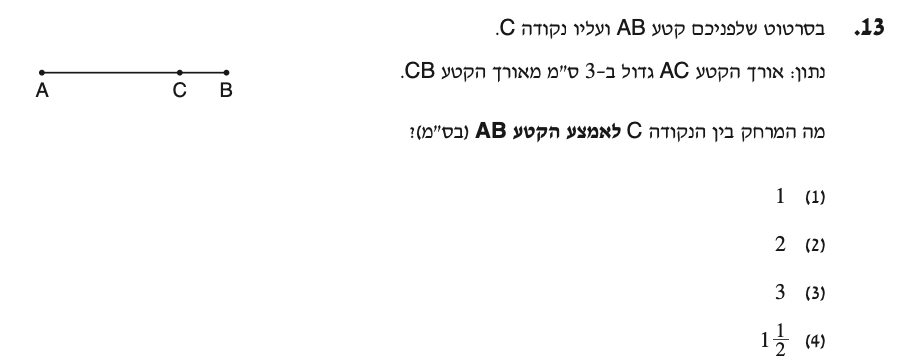 13. בסרטוט שלפניכם קטע AB ועליו נקודה C.
נתון: אורך הקטע AC גדול ב-3 ס"מ מאורך הקטע CB.
A C B
מה המרחק בין הנקודה C לאמצע הקטע AB (בס"מ)?
(1) 1
(2) 2
(3) 3
(4) 1 1/2